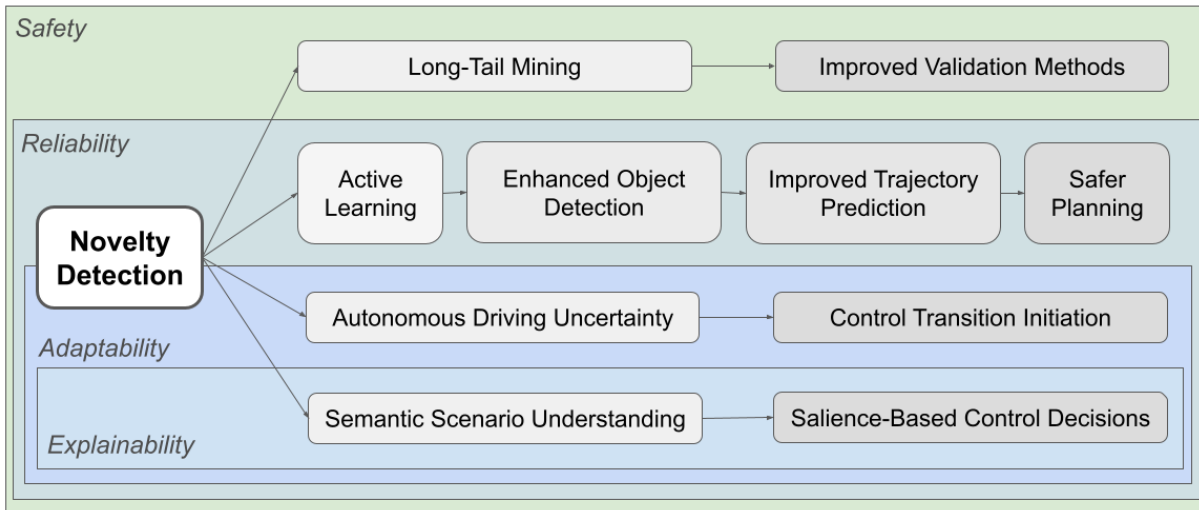 Safety
Long-Tail Mining
Improved Validation Methods
Reliability
Active
Learning
Enhanced Object
Detection
Improved Trajectory
Prediction
Safer
Planning
Novelty
Detection
Autonomous Driving Uncertainty
Control Transition Initiation
Adaptability
Semantic Scenario Understanding
Salience-Based Control Decisions
Explainability